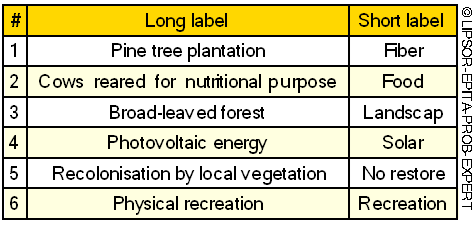 # Long label Short label
1 Pine tree plantation Fiber
2 Cows reared for nutritional purpose Food
3 Broad-leaved forest Landscap
4 Photovoltaic energy Solar
5 Recolonisation by local vegetation No restore
6 Physical recreation Recreation
© LIPSOR-EPITA-PROB-EXPERT